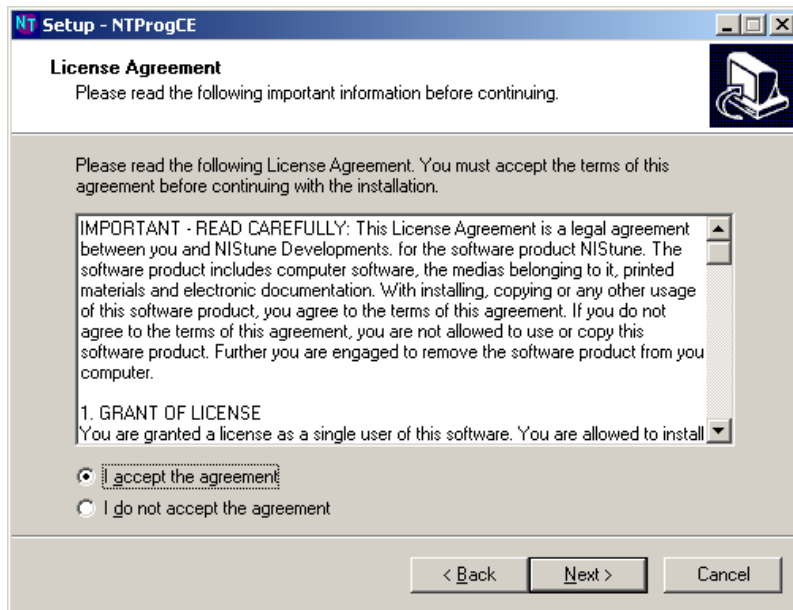 NT Setup - NTProgCE
License Agreement
Please read the following important information before continuing.
Please read the following License Agreement. You must accept the terms of this
agreement before continuing with the installation.
IMPORTANT - READ CAREFULLY: This License Agreement is a legal agreement
between you and NIStune Developments. for the software product NIStune. The
software product includes computer software, the medias belonging to it, printed
materials and electronic documentation. With installing, copying or any other usage
of this software product, you agree to the terms of this agreement. If you do not
agree to the terms of this agreement, you are not allowed to use or copy this
software product. Further you are engaged to remove the software product from you
computer.
1. GRANT OF LICENSE
You are granted a license as a single user of this software. You are allowed to install
I accept the agreement
I do not accept the agreement
< Back Next > Cancel